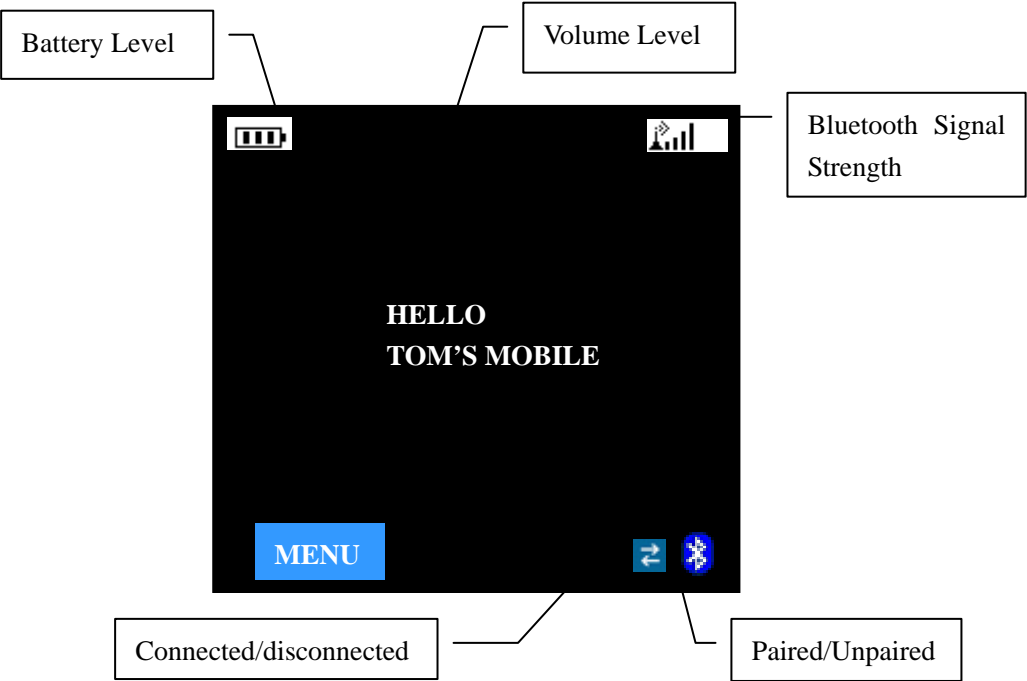 Battery Level
Volume Level
Bluetooth Signal
Strength
HELLO
TOM’S MOBILE
MENU
Connected/disconnected
Paired/Unpaired